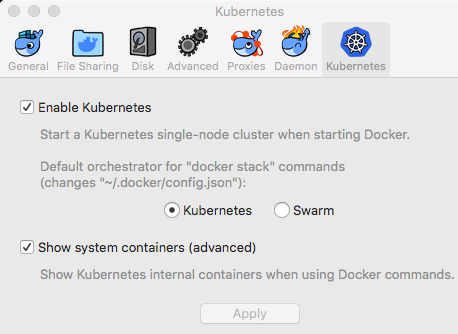 Kubernetes
General File Sharing Disk Advanced Proxies Daemon Kubernetes
Enable Kubernetes
Start a Kubernetes single-node cluster when starting Docker.
Default orchestrator for "docker stack" commands
(changes "~/.docker/config.json"):
Kubernetes Swarm
Show system containers (advanced)
Show Kubernetes internal containers when using Docker commands.
Apply